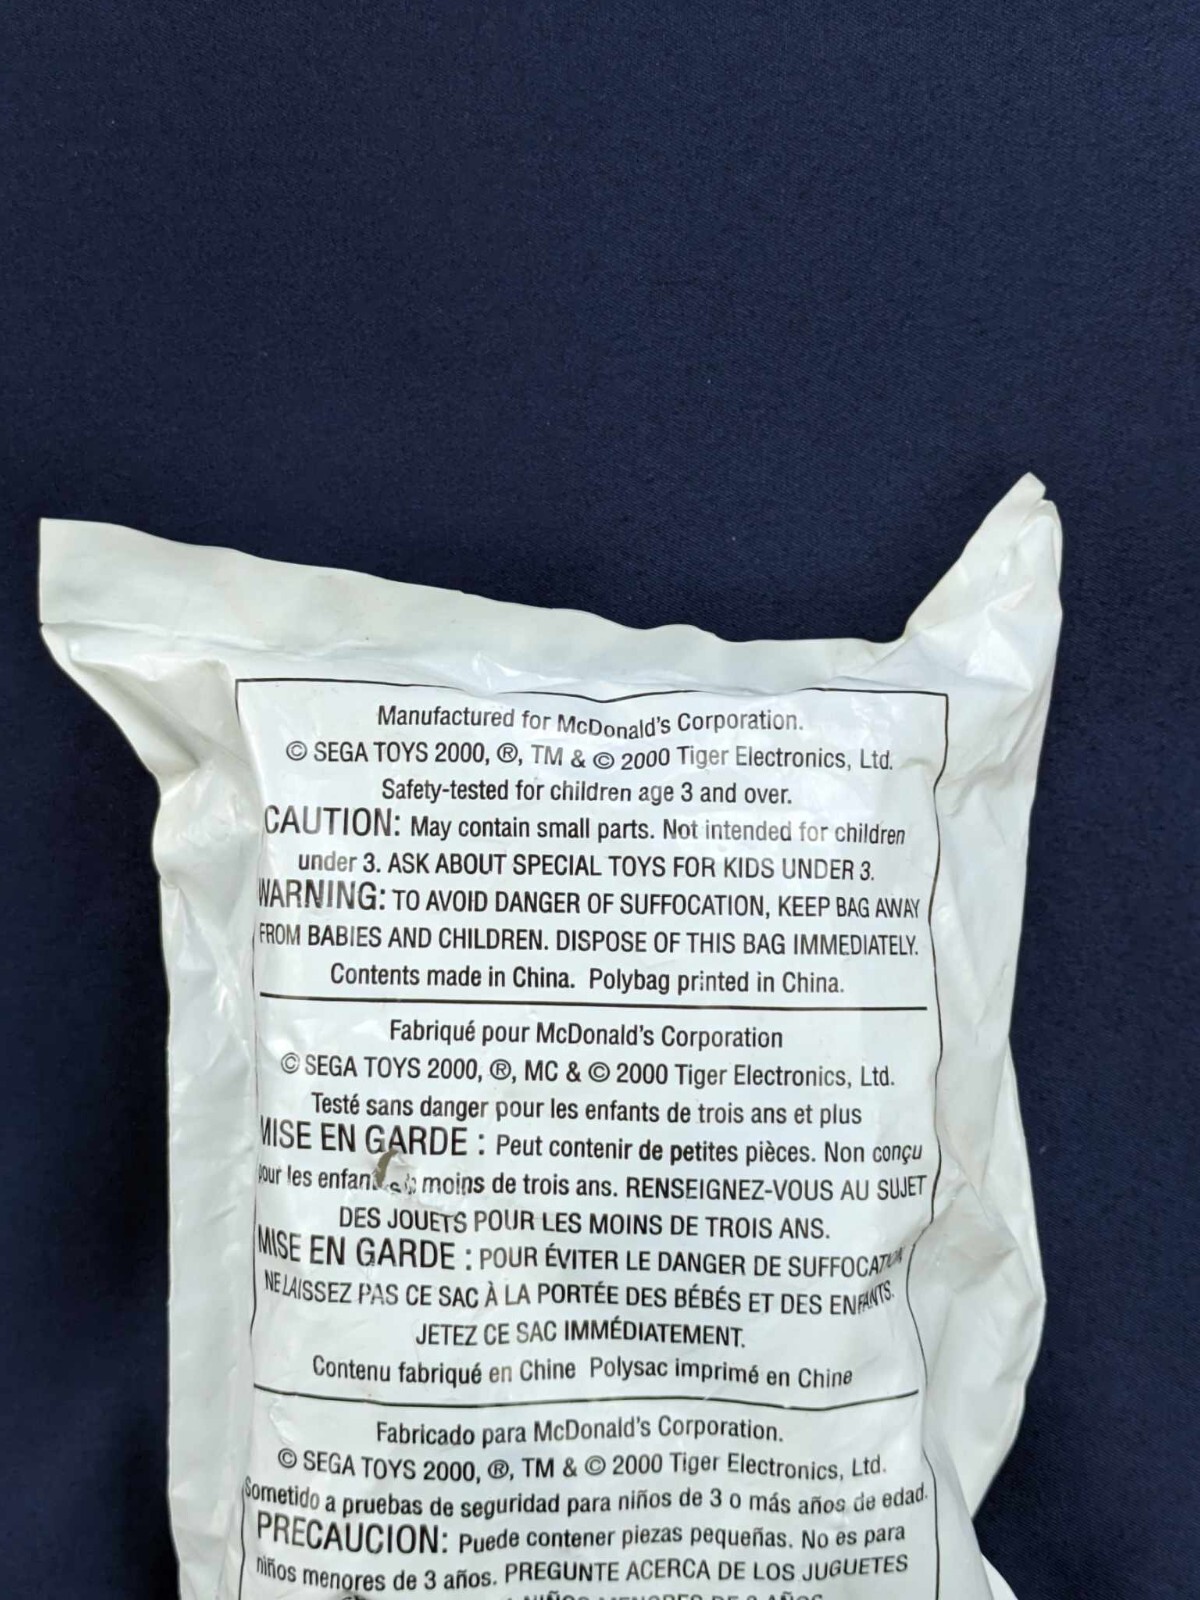 Manufactured for McDonald's Corporation.
© SEGA TOYS 2000, ®, TM & © 2000 Tiger Electronics, Ltd.
Safety-tested for children age 3 and over.
CAUTION: May contain small parts. Not intended for children
under 3. ASK ABOUT SPECIAL TOYS FOR KIDS UNDER 3.
WARNING: TO AVOID DANGER OF SUFFOCATION, KEEP BAG AWAY
FROM BABIES AND CHILDREN. DISPOSE OF THIS BAG IMMEDIATELY.
Contents made in China. Polybag printed in China.
Fabriqué pour McDonald's Corporation
© SEGA TOYS 2000, ®, MC & © 2000 Tiger Electronics, Ltd.
Testé sans danger pour les enfants de trois ans et plus
MISE EN GARDE : Peut contenir de petites pièces. Non conçu
pour les moins de trois ans. RENSEIGNEZ-VOUS AU SUJET
DES JOUETS POUR LES MOINS DE TROIS ANS.
MISE EN GARDE : POUR ÉVITER LE DANGER DE
NE LAISSEZ PAS CE SAC À LA PORTÉE DES BÉBÉS ET DES ENFANTS.
JETEZ CE SAC IMMÉDIATEMENT.
Contenu fabriqué en Chine Polysac imprimé en Chine
Fabricado para McDonald's Corporation.
© SEGA TOYS 2000, ®, TM & © 2000 Tiger Electronics, Ltd.
Sometido a pruebas de seguridad para niños de 3 o más años de edad.
PRECAUCION: Puede contener piezas pequeñas. No es para
niños menores de 3 años. PREGUNTE ACERCA DE LOS JUGUETES